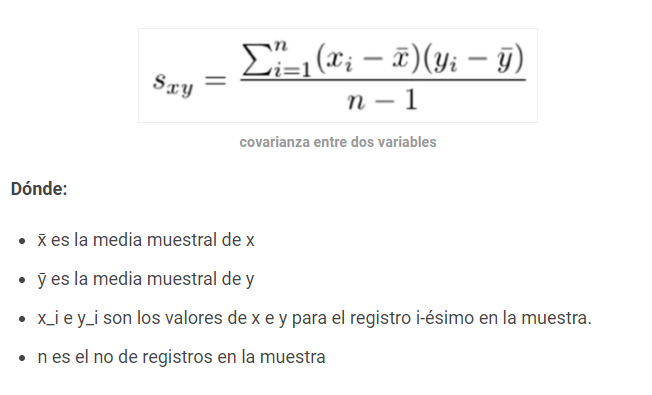 s_{xy} = \frac{\sum_{i=1}^{n}(x_i - \bar{x})(y_i - \bar{y})}{n - 1}
covarianza entre dos variables
Dónde:
• x̄ es la media muestral de x
• ȳ es la media muestral de y
• x_i e y_i son los valores de x e y para el registro i-ésimo en la muestra.
• n es el no de registros en la muestra